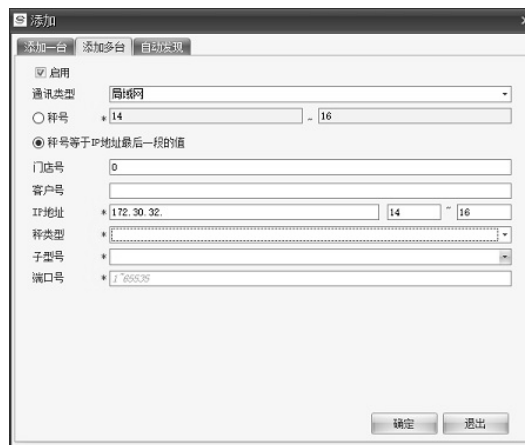 添加
添加一台 添加多台 自动发现
启用
通讯类型 局域网
秤号 * 14 - 16
秤号等于IP地址最后一段的值
门店号 0
客户号
IP地址 * 172.30.32. 14 ~ 16
秤类型 *
子型号 *
端口号 * 1~65535
确定 退出